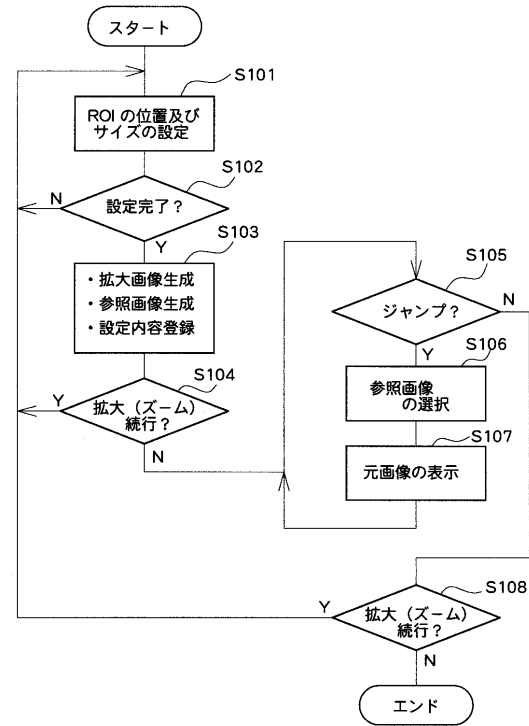 スタート
S101
ROIの位置及び
サイズの設定
S102
N
設定完了？
Y
S103
・拡大画像生成
・参照画像生成
・設定内容登録
S104
Y
拡大（ズーム）
続行？
N
S105
ジャンプ？
N
Y
S106
参照画像
の選択
S107
元画像の表示
S108
Y
拡大（ズーム）
続行？
N
エンド